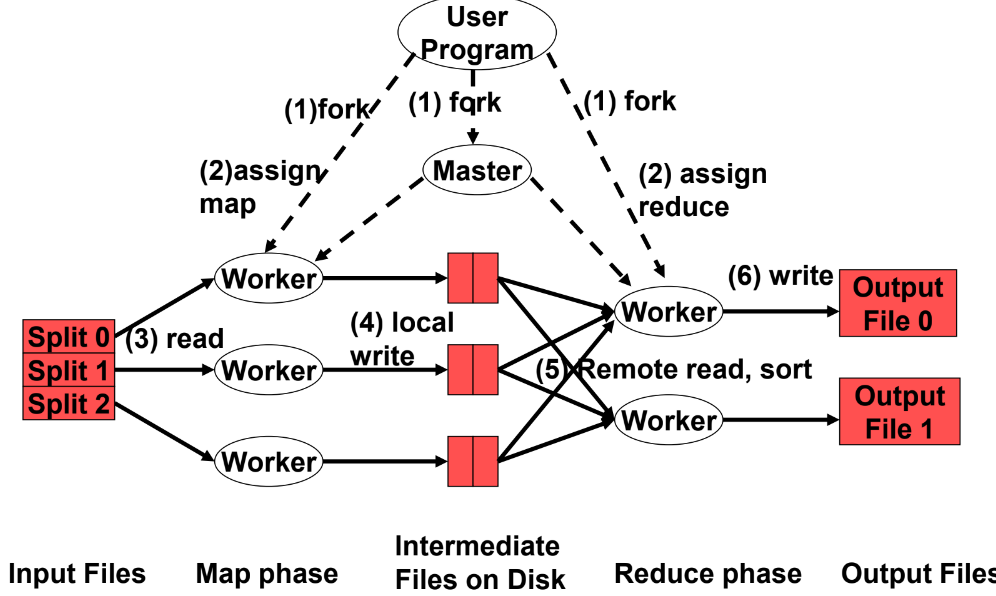 User
Program
(1)fork
(1) fork
(1) fork
(2)assign
map
Master
(2) assign
reduce
Worker
(6) write
Worker
Output
File 0
Split 0
(3) read
(4) local
write
Split 1
Worker
(5) Remote read, sort
Split 2
Worker
Output
File 1
Worker
Input Files
Map phase
Intermediate
Files on Disk
Reduce phase
Output Files